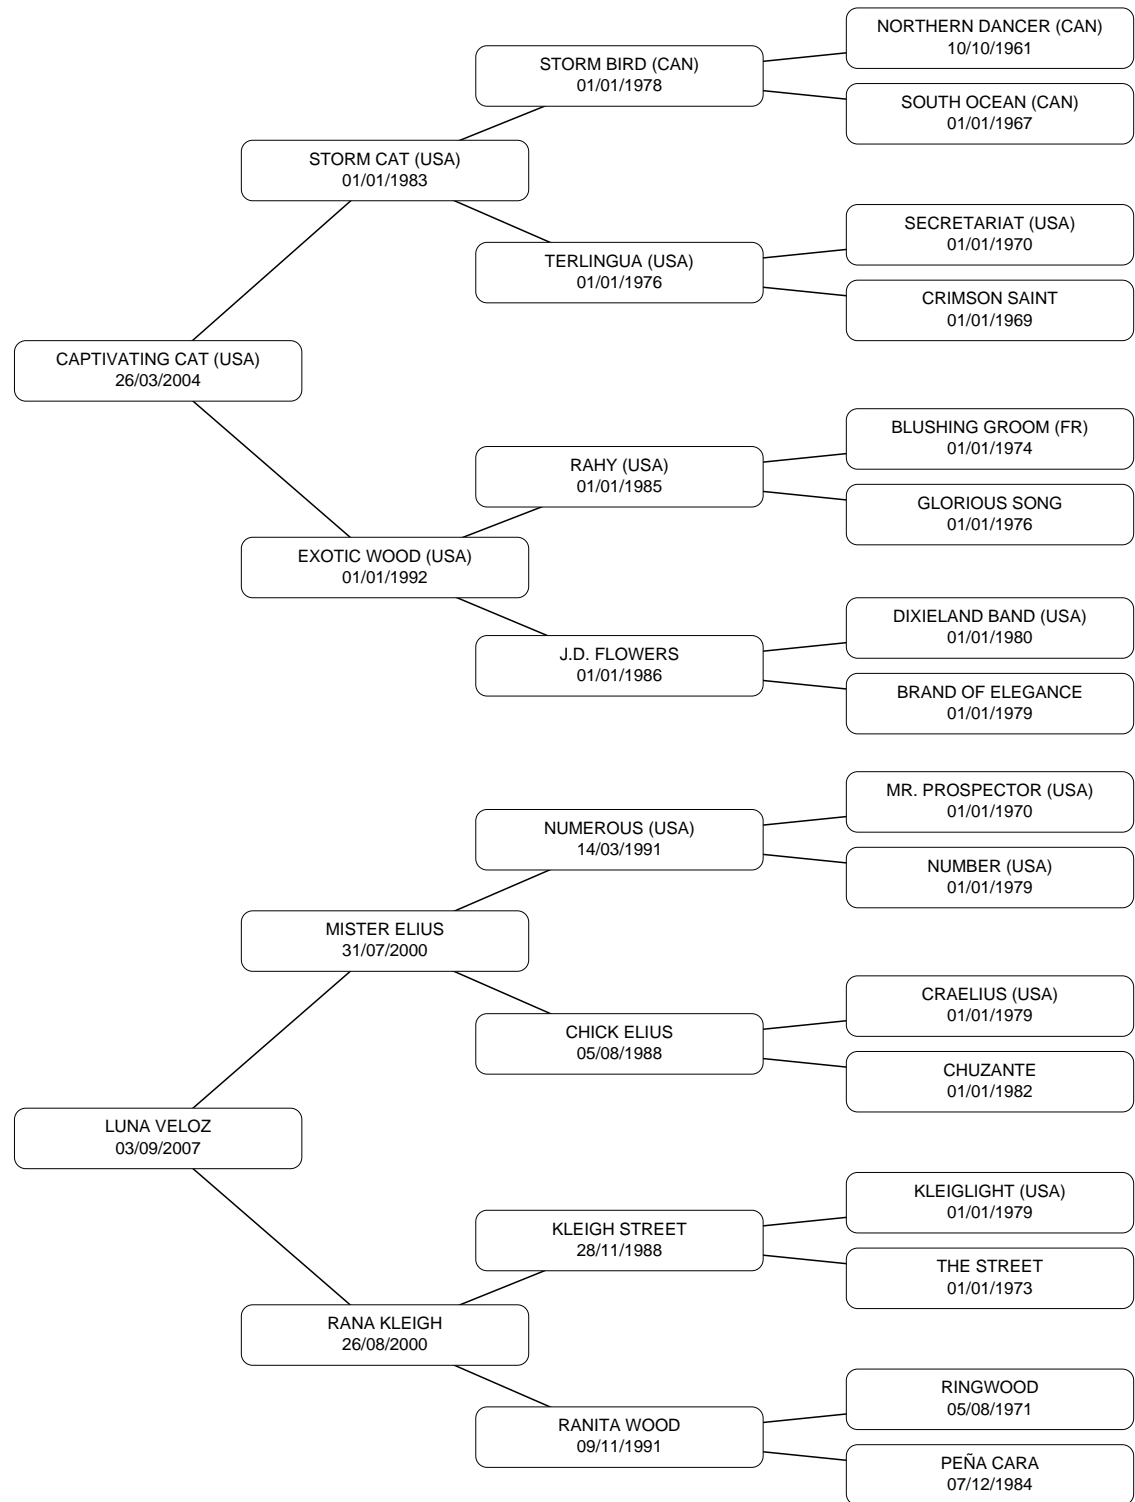 NORTHERN DANCER (CAN)
10/10/1961
STORM BIRD (CAN)
01/01/1978
SOUTH OCEAN (CAN)
01/01/1967
STORM CAT (USA)
01/01/1983
SECRETARIAT (USA)
01/01/1970
TERLINGUA (USA)
01/01/1976
CRIMSON SAINT
01/01/1969
CAPTIVATING CAT (USA)
26/03/2004
BLUSHING GROOM (FR)
01/01/1974
RAHY (USA)
01/01/1985
GLORIOUS SONG
01/01/1976
EXOTIC WOOD (USA)
01/01/1992
DIXIELAND BAND (USA)
01/01/1980
J.D. FLOWERS
01/01/1986
BRAND OF ELEGANCE
01/01/1979
MR. PROSPECTOR (USA)
01/01/1970
NUMEROUS (USA)
14/03/1991
NUMBER (USA)
01/01/1979
MISTER ELIUS
31/07/2000
CRAELIUS (USA)
01/01/1979
CHICK ELIUS
05/08/1988
CHUZANTE
01/01/1982
LUNA VELOZ
03/09/2007
KLEIGLIGHT (USA)
01/01/1979
KLEIGH STREET
28/11/1988
THE STREET
01/01/1973
RANA KLEIGH
26/08/2000
RINGWOOD
05/08/1971
RANITA WOOD
09/11/1991
PEÑA CARA
07/12/1984